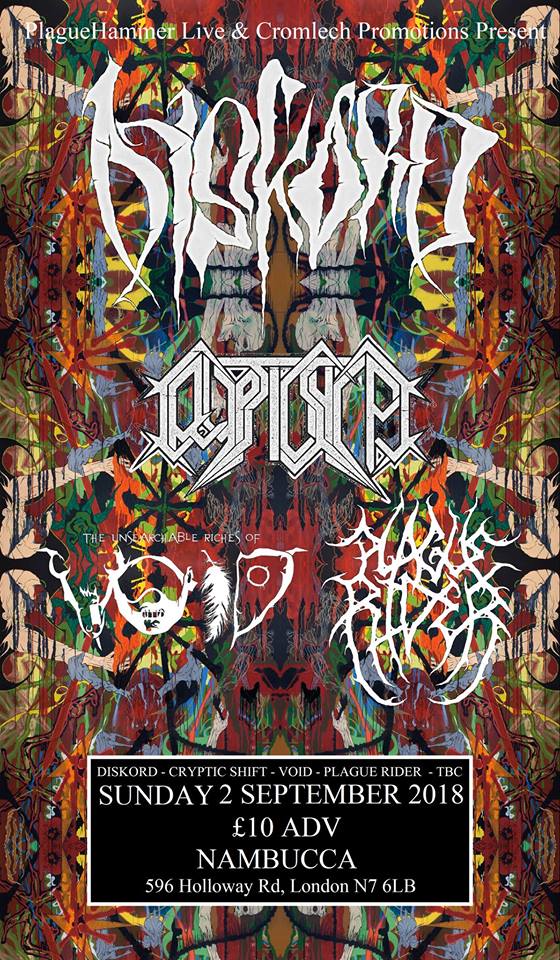 PlagueHammer Live & Cromlech Promotions Present
DISKORD
CRYPTIC SHIFT
THE UNSEARCHABLE RICHES OF
VOID
PLAGUE
RIDER
DISKORD - CRYPTIC SHIFT - VOID - PLAGUE RIDER - TBC
SUNDAY 2 SEPTEMBER 2018
£10 ADV
NAMBUCCA
596 Holloway Rd, London N7 6LB